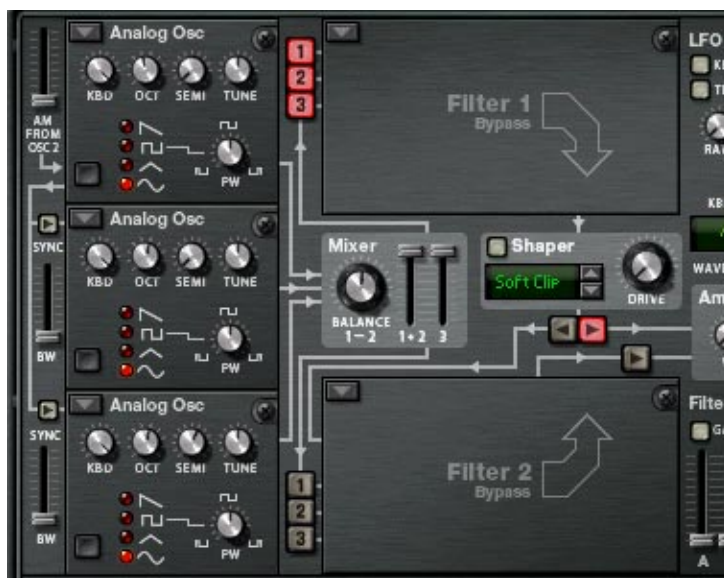 Analog Osc
KBD OCT SEMI TUNE
AM
FROM
OSC 2
PW
SYNC
BW
Analog Osc
KBD OCT SEMI TUNE
PW
SYNC
BW
Analog Osc
KBD OCT SEMI TUNE
PW
1
2
3
Filter 1
Bypass
Mixer
BALANCE
1–2 1+2 3
Shaper
Soft Clip
DRIVE
1
2
3
Filter 2
Bypass
LFO
KBD
A